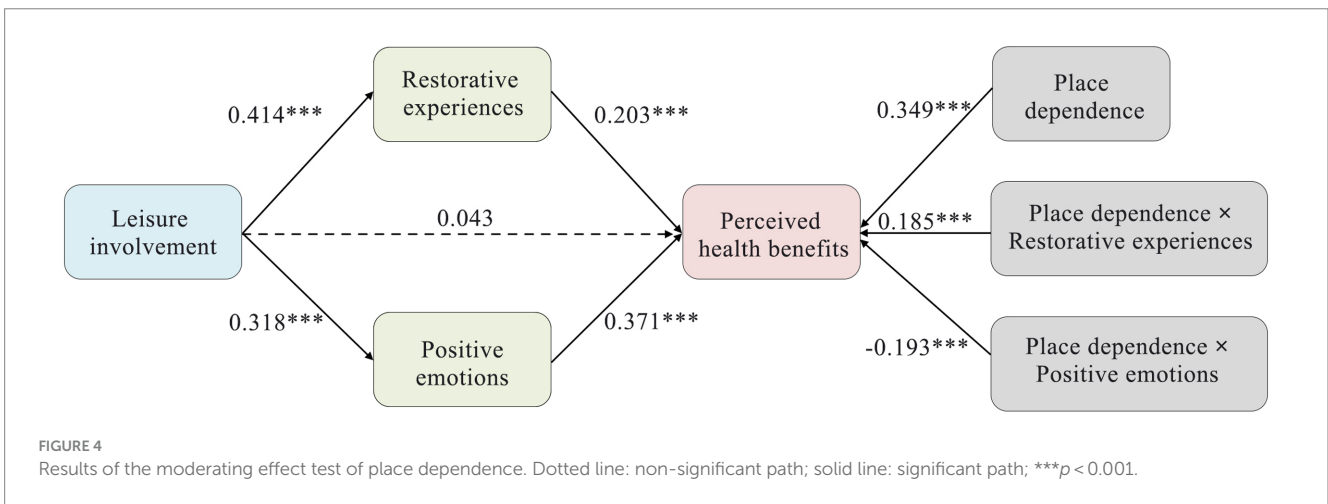 Restorative
experiences
Place
dependence
0.414***
0.203***
0.349***
Leisure
involvement
0.043
Perceived
health benefits
0.185***
Place dependence ×
Restorative experiences
0.318***
0.371***
-0.193***
Positive
emotions
Place dependence ×
Positive emotions
FIGURE 4
Results of the moderating effect test of place dependence. Dotted line: non-significant path; solid line: significant path; ***p < 0.001.